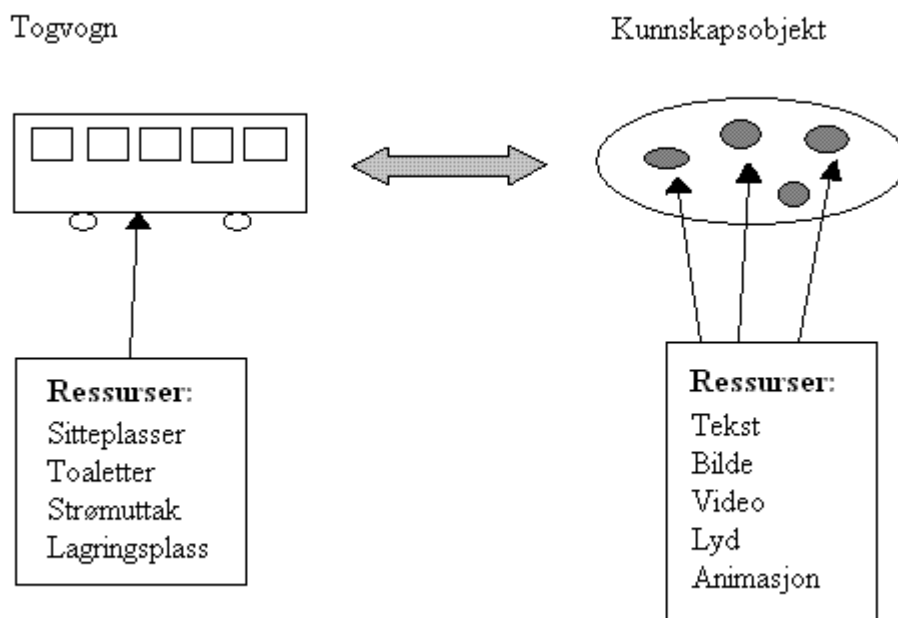 Togvogn
Kunnskapsobjekt
Ressurser:
Sitteplasser
Toaletter
Strømuttak
Lagringsplass
Ressurser:
Tekst
Bilde
Video
Lyd
Animasjon